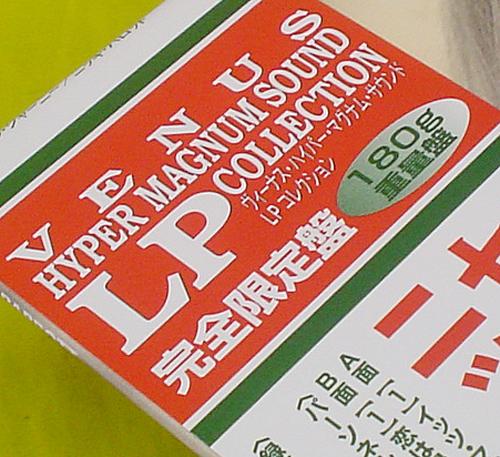 VENUS
HYPER MAGNUM SOUND
LP COLLECTION
ヴィーナス・ハイパー・マグナム・サウンド
LP コレクション
180g
重量盤
完全限定盤
A面
B面